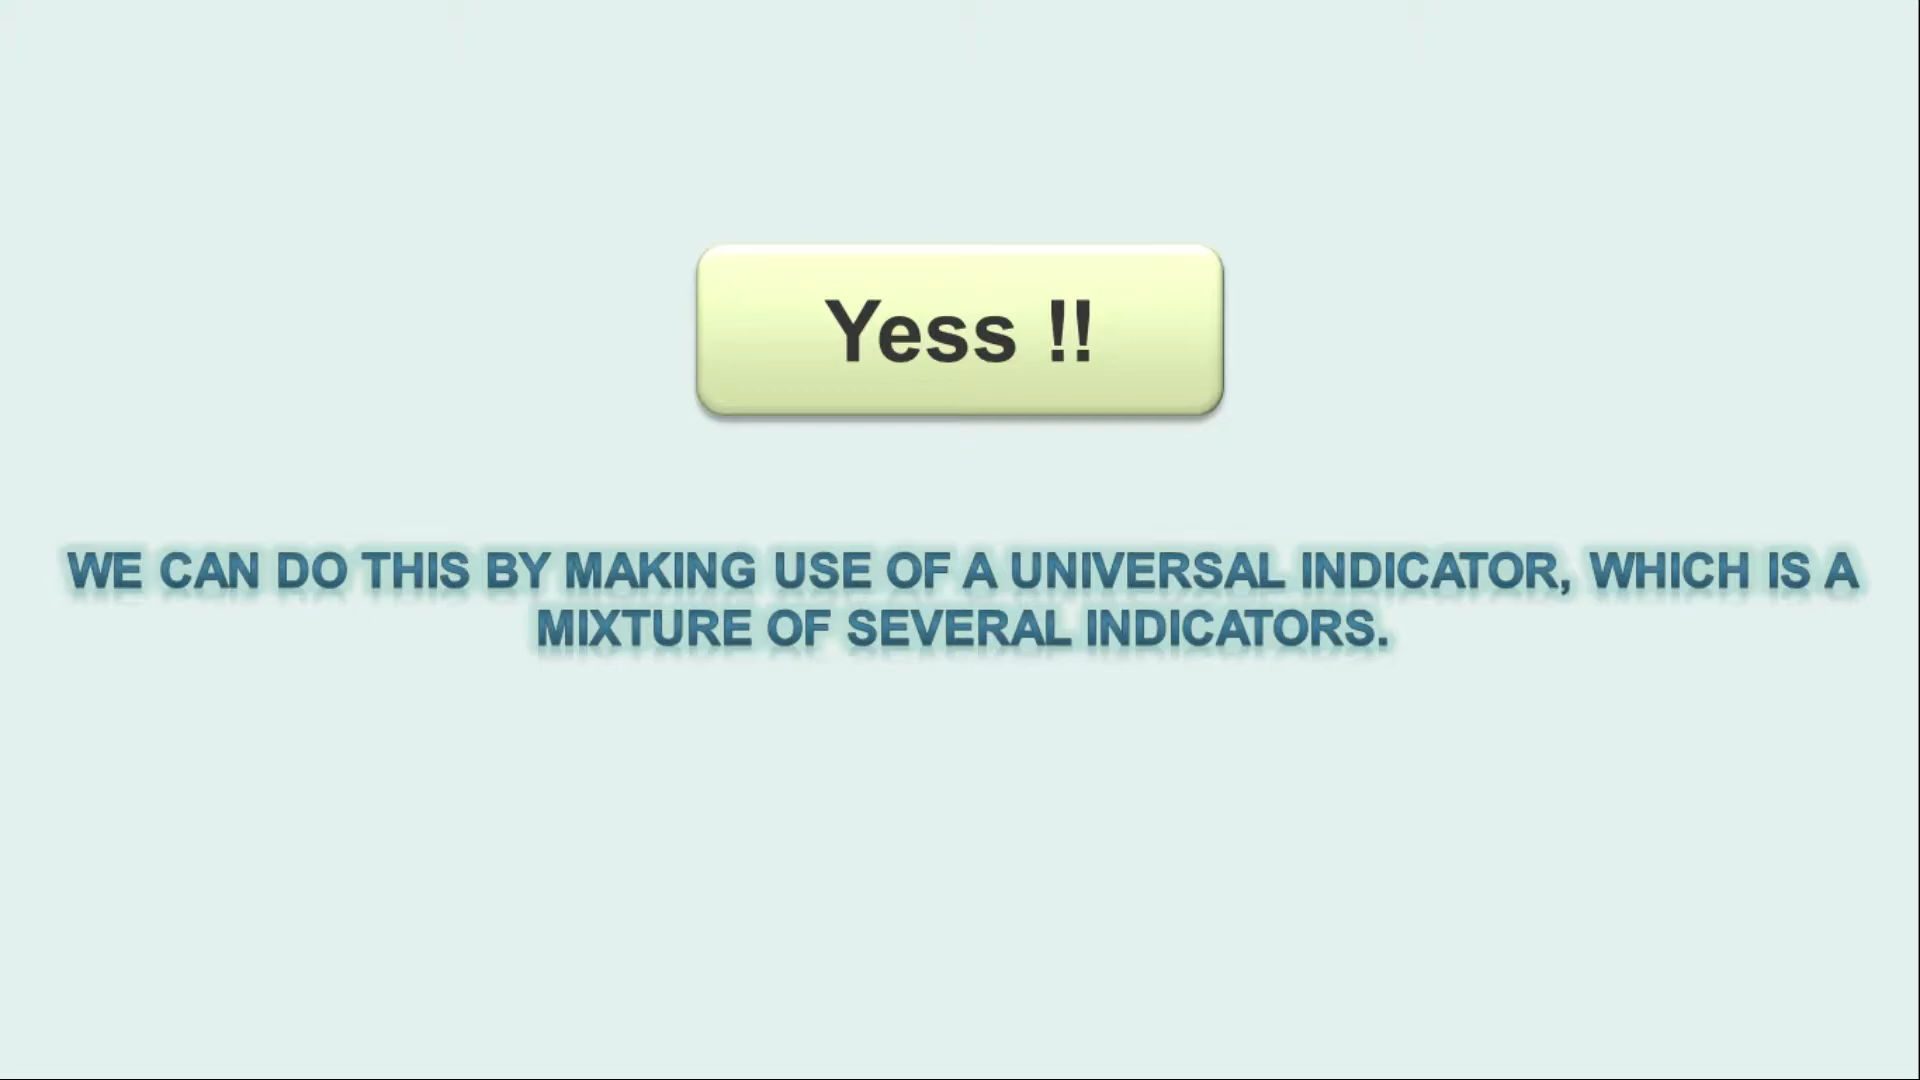 Yess !!
WE CAN DO THIS BY MAKING USE OF A UNIVERSAL INDICATOR, WHICH IS A
MIXTURE OF SEVERAL INDICATORS.